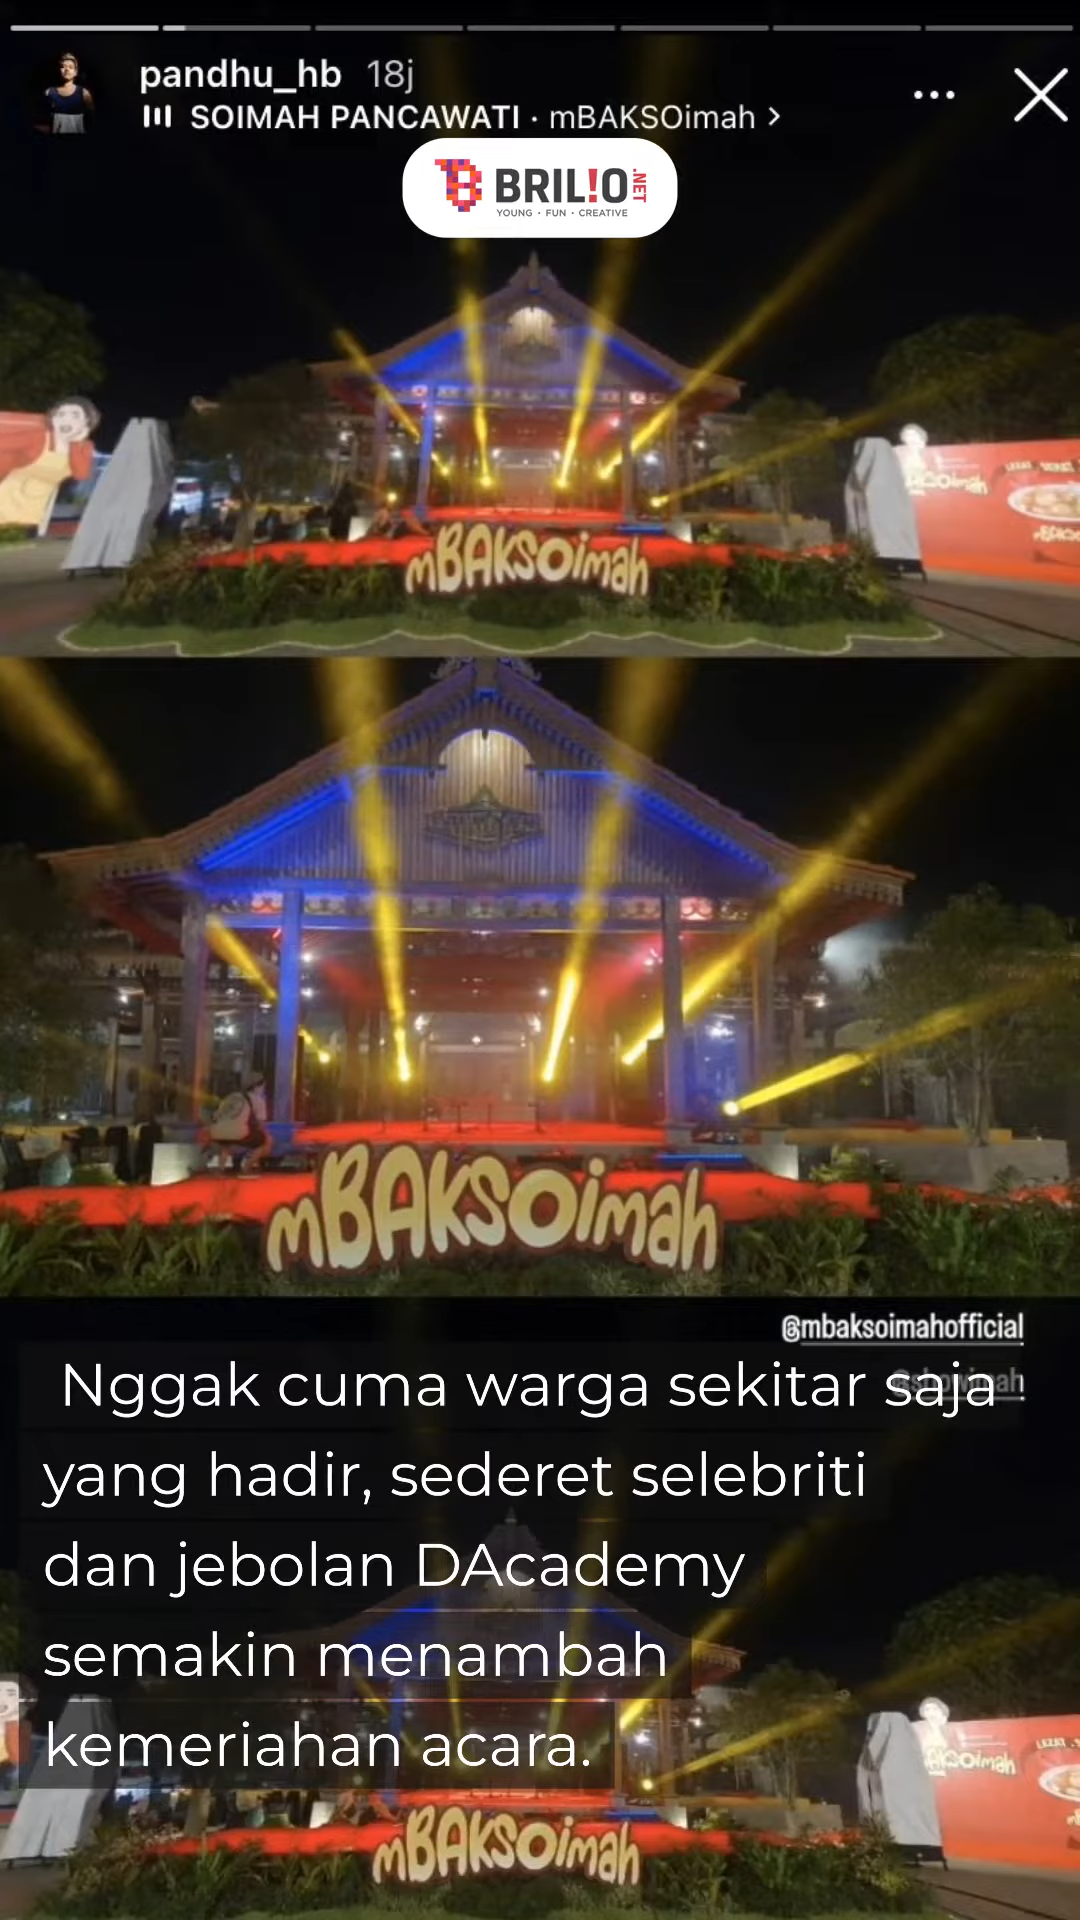 pandhu_hb 18j
SOIMAH PANCAWATI · mBAKSOimah >
BRIL!O.NET
YOUNG · FUN · CREATIVE
mBAKSOimah
mBAKSOimah
@mbaksoimahofficial
Nggak cuma warga sekitar saja
yang hadir, sederet selebriti
dan jebolan DAcademy
semakin menambah
kemeriahan acara.
mBAKSOimah